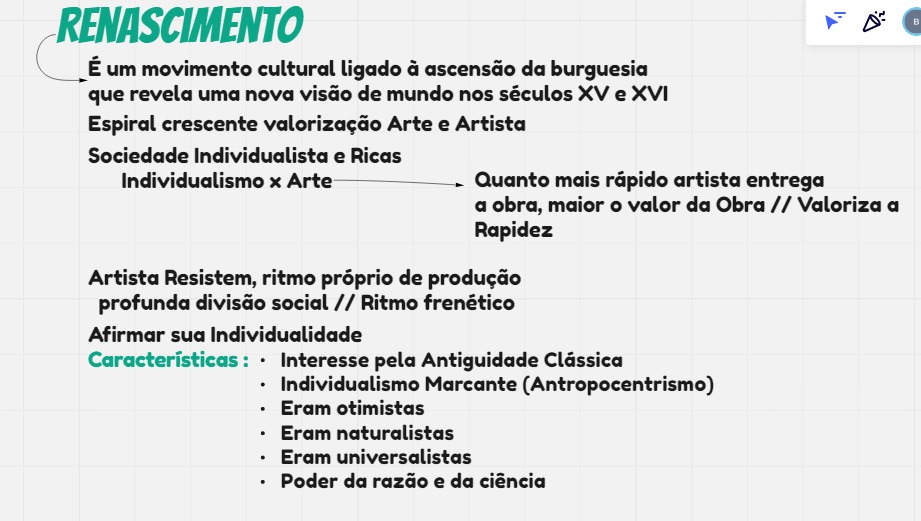 RENASCIMENTO
É um movimento cultural ligado à ascensão da burguesia
que revela uma nova visão de mundo nos séculos XV e XVI
Espiral crescente valorização Arte e Artista
Sociedade Individualista e Ricas
Individualismo x Arte
Quanto mais rápido artista entrega
a obra, maior o valor da Obra // Valoriza a
Rapidez
Artista Resistem, ritmo próprio de produção
profunda divisão social // Ritmo frenético
Afirmar sua Individualidade
Características :
· Interesse pela Antiguidade Clássica
· Individualismo Marcante (Antropocentrismo)
· Eram otimistas
· Eram naturalistas
· Eram universalistas
· Poder da razão e da ciência
B